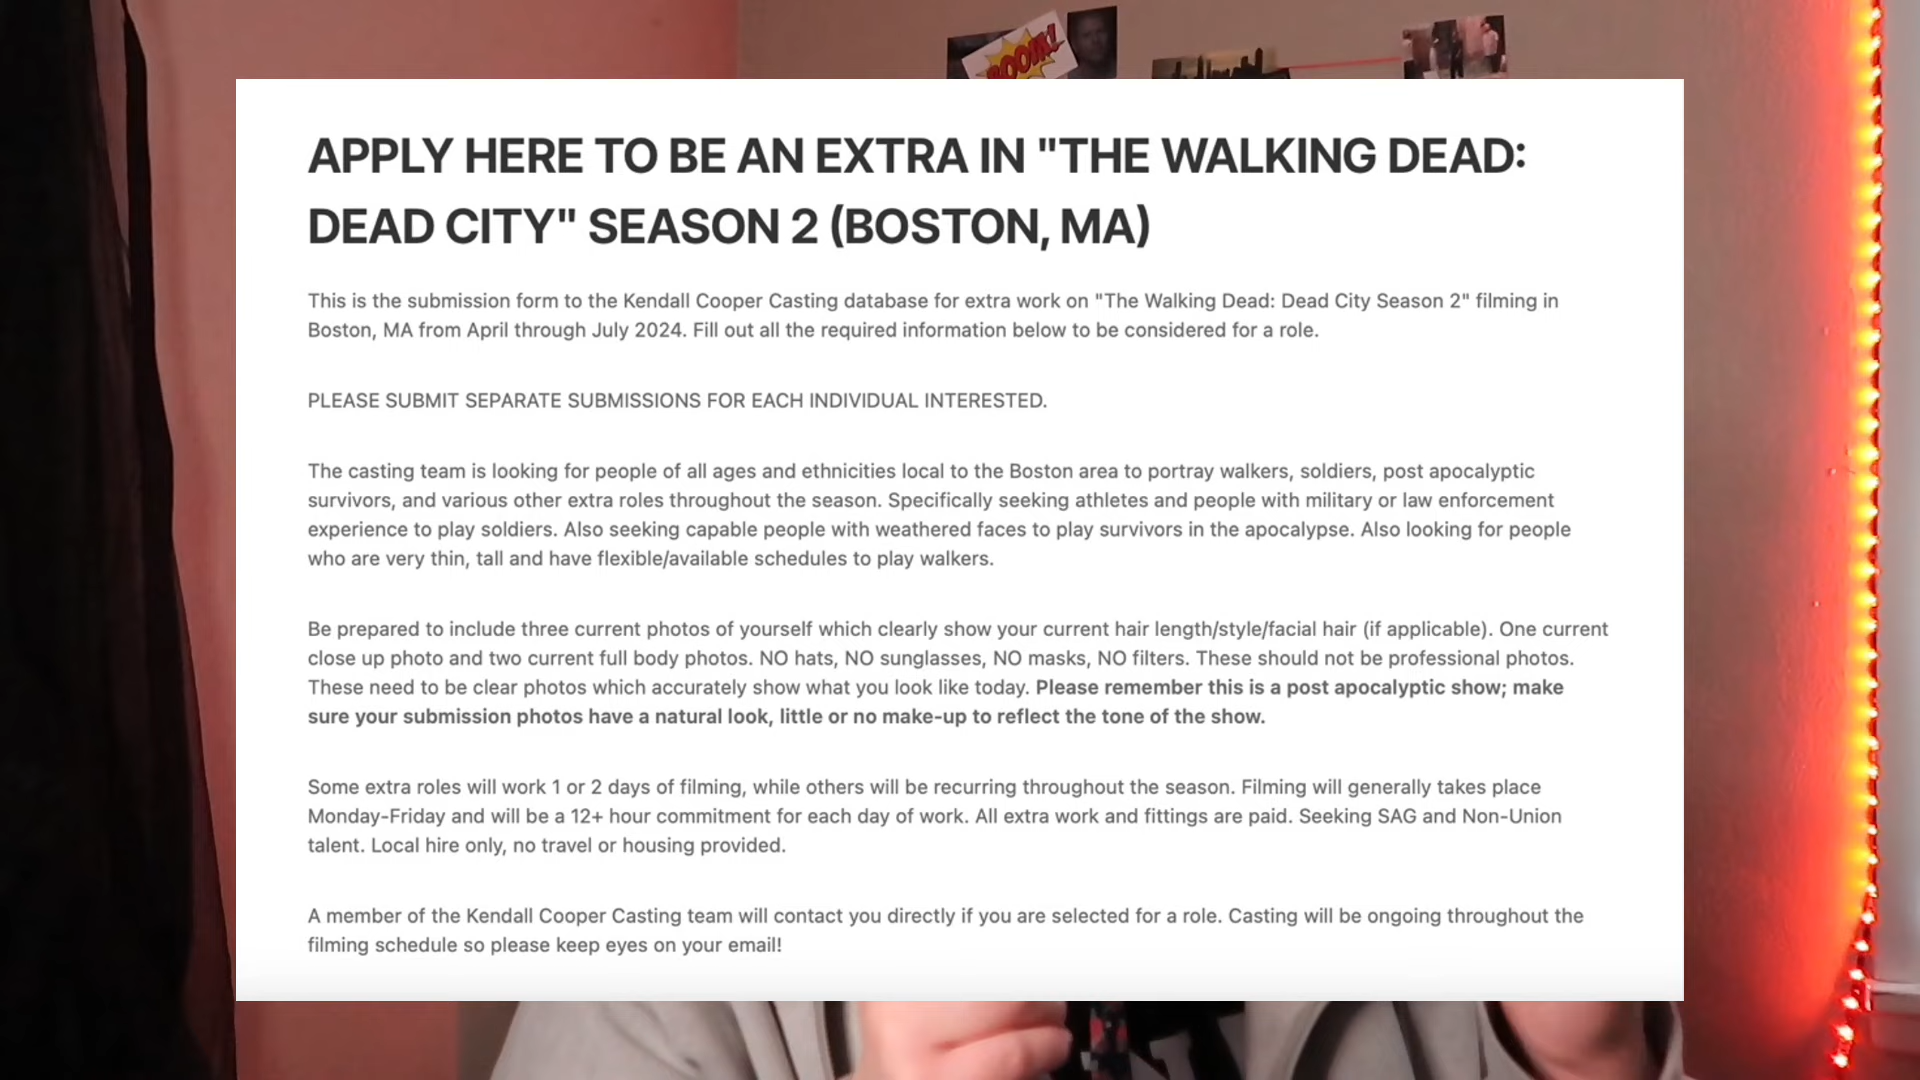 BOOM!
APPLY HERE TO BE AN EXTRA IN "THE WALKING DEAD:
DEAD CITY" SEASON 2 (BOSTON, MA)
This is the submission form to the Kendall Cooper Casting database for extra work on "The Walking Dead: Dead City Season 2" filming in
Boston, MA from April through July 2024. Fill out all the required information below to be considered for a role.
PLEASE SUBMIT SEPARATE SUBMISSIONS FOR EACH INDIVIDUAL INTERESTED.
The casting team is looking for people of all ages and ethnicities local to the Boston area to portray walkers, soldiers, post apocalyptic
survivors, and various other extra roles throughout the season. Specifically seeking athletes and people with military or law enforcement
experience to play soldiers. Also seeking capable people with weathered faces to play survivors in the apocalypse. Also looking for people
who are very thin, tall and have flexible/available schedules to play walkers.
Be prepared to include three current photos of yourself which clearly show your current hair length/style/facial hair (if applicable). One current
close up photo and two current full body photos. NO hats, NO sunglasses, NO masks, NO filters. These should not be professional photos.
These need to be clear photos which accurately show what you look like today. Please remember this is a post apocalyptic show; make
sure your submission photos have a natural look, little or no make-up to reflect the tone of the show.
Some extra roles will work 1 or 2 days of filming, while others will be recurring throughout the season. Filming will generally takes place
Monday-Friday and will be a 12+ hour commitment for each day of work. All extra work and fittings are paid. Seeking SAG and Non-Union
talent. Local hire only, no travel or housing provided.
A member of the Kendall Cooper Casting team will contact you directly if you are selected for a role. Casting will be ongoing throughout the
filming schedule so please keep eyes on your email!